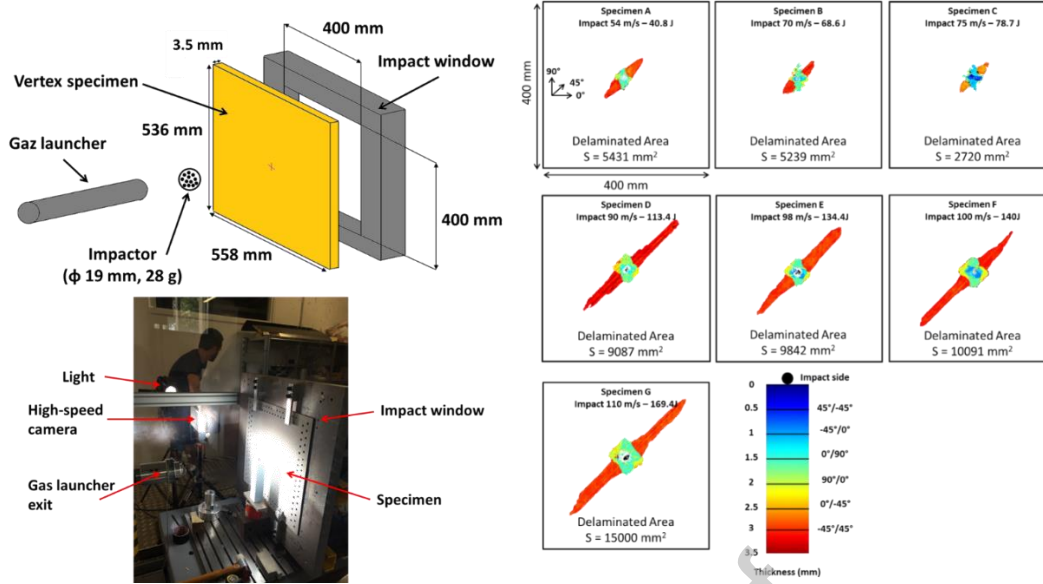 400 mm
3.5 mm
Vertex specimen
Impact window
536 mm
Gaz launcher
400 mm
Impactor
(ϕ 19 mm, 28 g)
558 mm
Light
High-speed
camera
Gas launcher
exit
Impact window
Specimen
400 mm
Specimen A
Impact 54 m/s – 40.8 J
90°
45°
0°
Delaminated Area
S = 5431 mm²
400 mm
Specimen B
Impact 70 m/s – 68.6 J
Delaminated Area
S = 5239 mm²
Specimen C
Impact 75 m/s – 78.7 J
Delaminated Area
S = 2720 mm²
Specimen D
Impact 90 m/s – 113.4 J
Delaminated Area
S = 9087 mm²
Specimen E
Impact 98 m/s – 134.4J
Delaminated Area
S = 9842 mm²
Specimen F
Impact 100 m/s – 140J
Delaminated Area
S = 10091 mm²
Specimen G
Impact 110 m/s – 169.4J
Delaminated Area
S = 15000 mm²
Impact side
0
0.5
45°/-45°
1
-45°/0°
1.5
0°/90°
2
90°/0°
2.5
0°/-45°
3
-45°/45°
3.5
Thickness (mm)